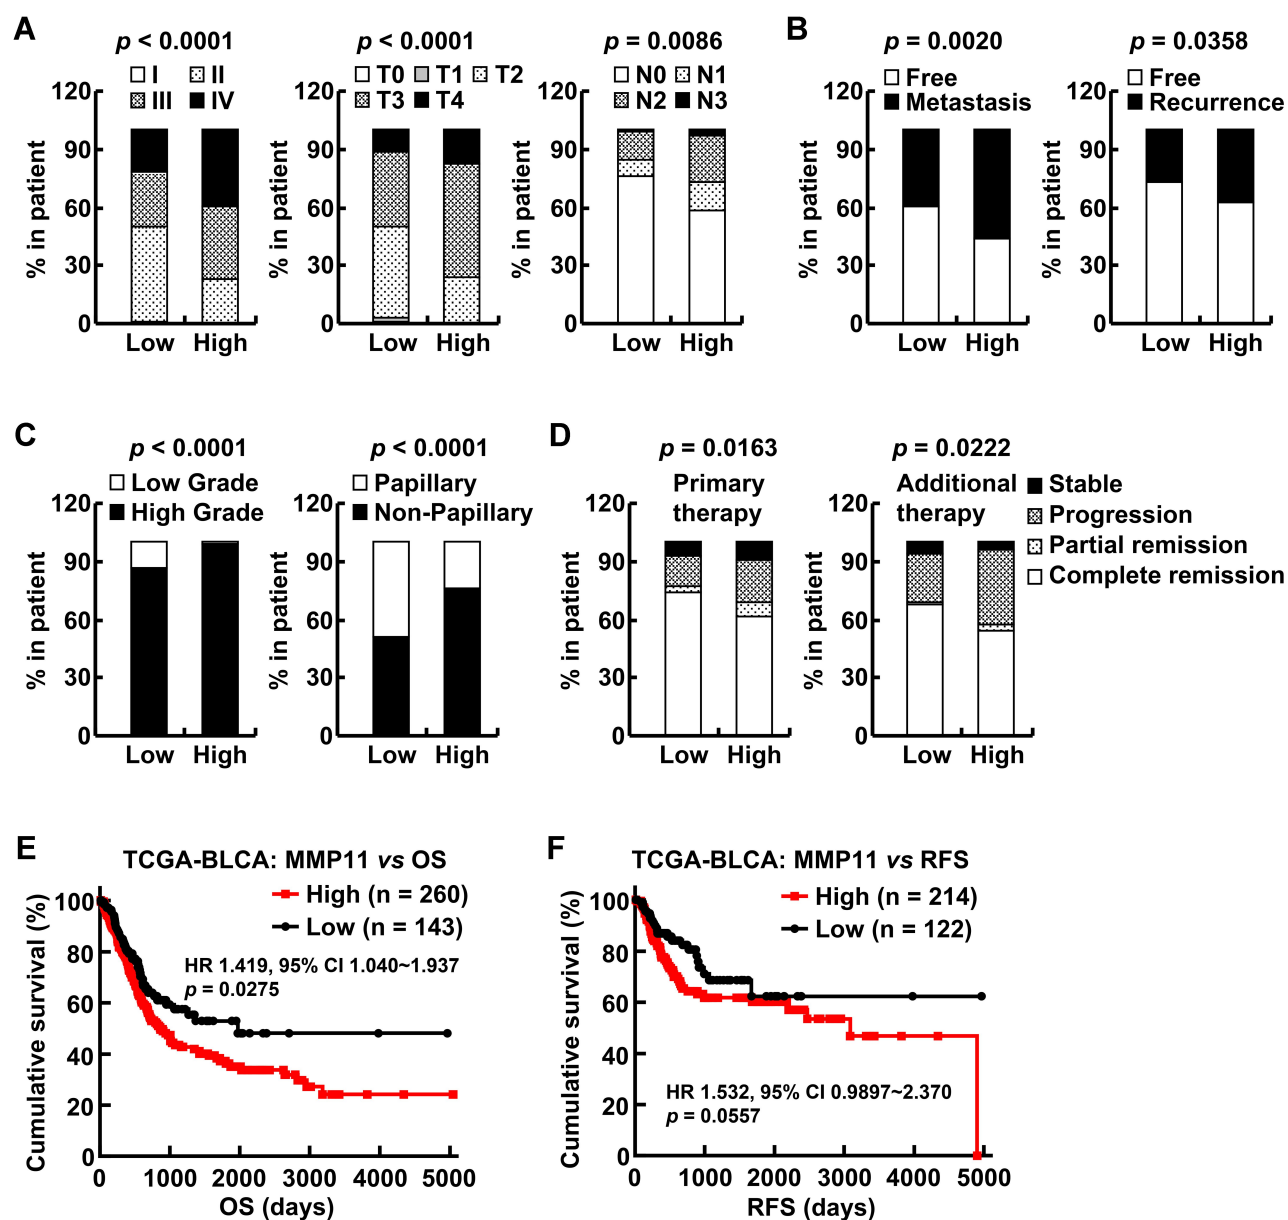 A
p < 0.0001
I II
III IV
120
90
60
30
0
% in patient
Low High
p < 0.0001
T0 T1 T2
T3 T4
120
90
60
30
0
% in patient
Low High
p = 0.0086
N0 N1
N2 N3
120
90
60
30
0
% in patient
Low High
B
p = 0.0020
Free
Metastasis
120
90
60
30
0
% in patient
Low High
p = 0.0358
Free
Recurrence
120
90
60
30
0
% in patient
Low High
C
p < 0.0001
Low Grade
High Grade
120
90
60
30
0
% in patient
Low High
p < 0.0001
Papillary
Non-Papillary
120
90
60
30
0
% in patient
Low High
D
p = 0.0163
Primary
therapy
120
90
60
30
0
% in patient
Low High
p = 0.0222
Additional
therapy
120
90
60
30
0
% in patient
Low High
Stable
Progression
Partial remission
Complete remission
E
TCGA-BLCA: MMP11 vs OS
High (n = 260)
Low (n = 143)
HR 1.419, 95% CI 1.040~1.937
p = 0.0275
100
80
60
40
20
0
Cumulative survival (%)
0 1000 2000 3000 4000 5000
OS (days)
F
TCGA-BLCA: MMP11 vs RFS
High (n = 214)
Low (n = 122)
HR 1.532, 95% CI 0.9897~2.370
p = 0.0557
100
80
60
40
20
0
Cumulative survival (%)
0 1000 2000 3000 4000 5000
RFS (days)